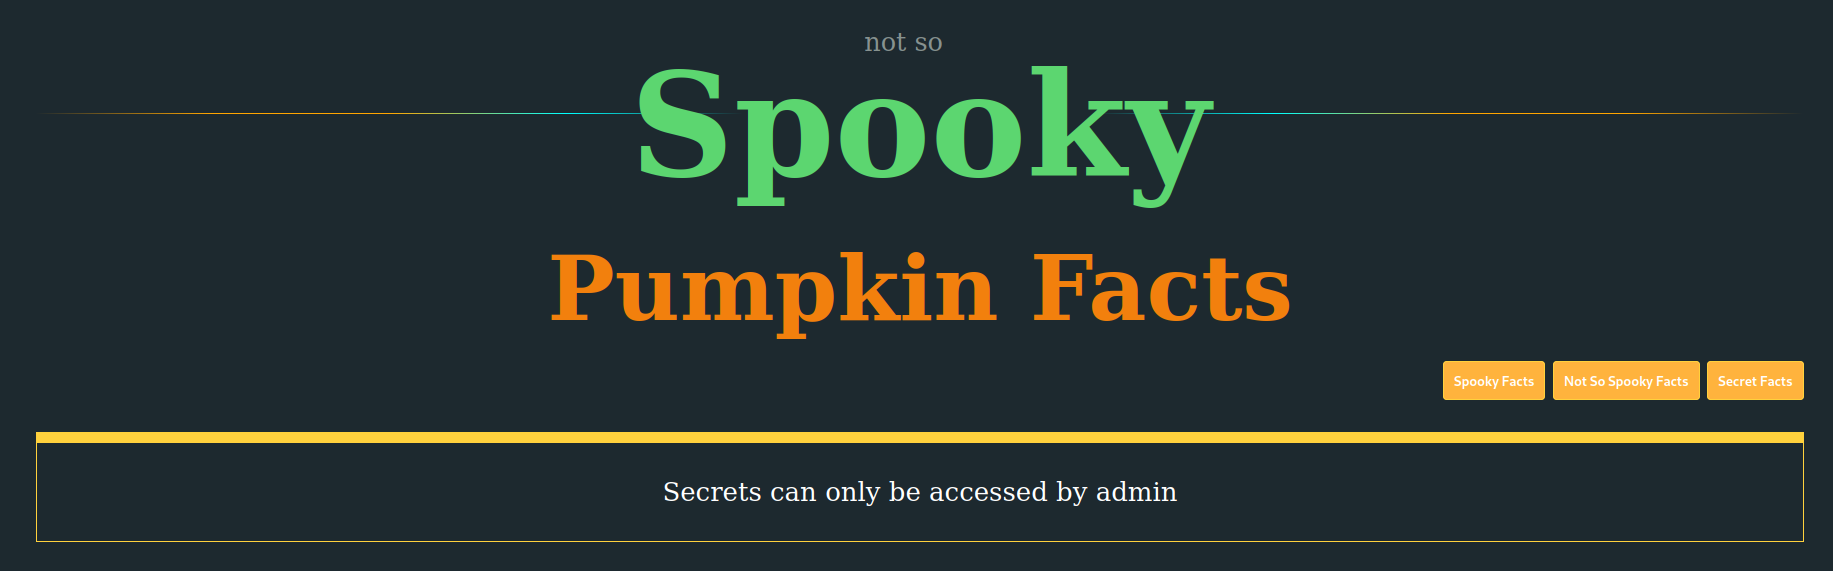 not so
Spooky
Pumpkin Facts
Spooky Facts Not So Spooky Facts Secret Facts
Secrets can only be accessed by admin